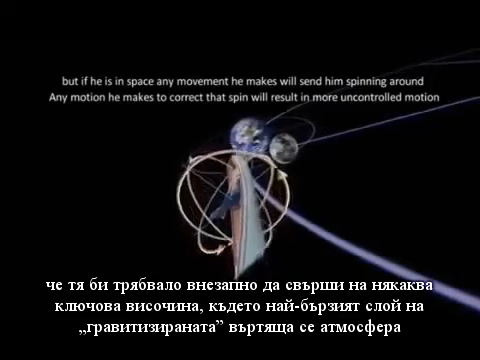 but if he is in space any movement he makes will send him spinning around
Any motion he makes to correct that spin will result in more uncontrolled motion
че тя би трябвало внезапно да свърши на някаква
ключова височина, където най-бързият слой на
„гравитизираната” въртяща се атмосфера